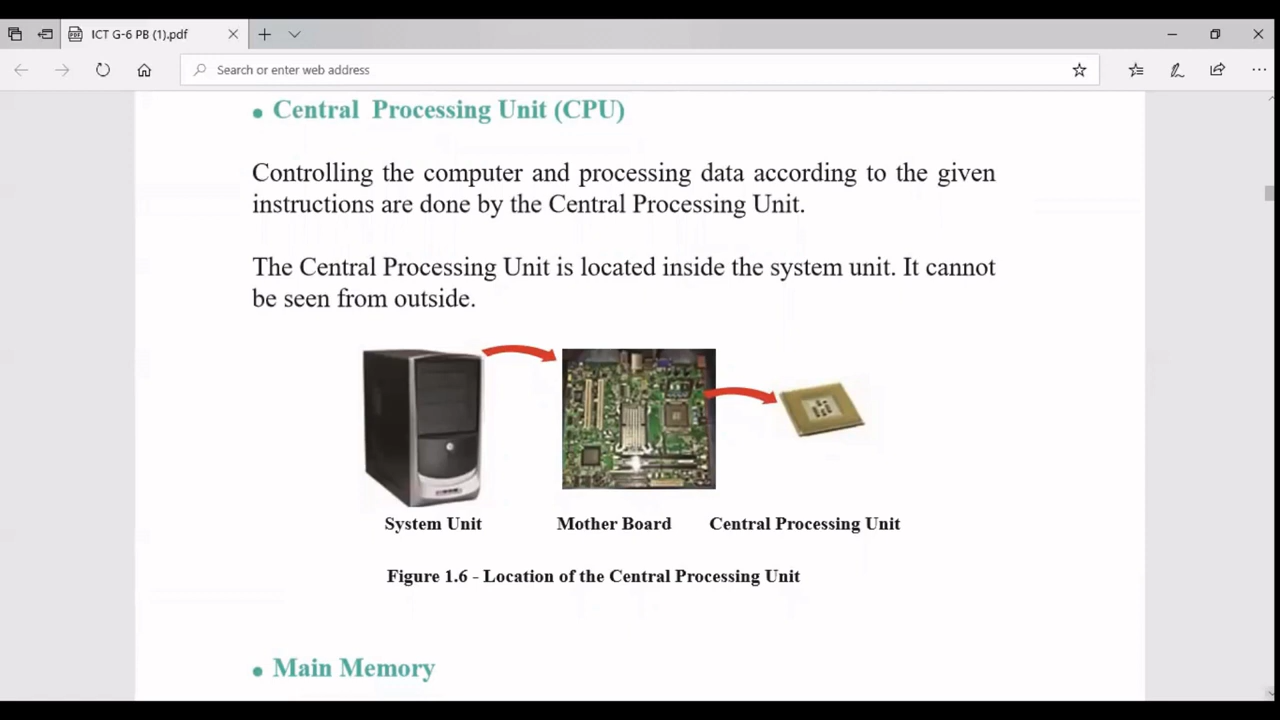 ICT G-6 PB (1).pdf
Search or enter web address
• Central Processing Unit (CPU)
Controlling the computer and processing data according to the given
instructions are done by the Central Processing Unit.
The Central Processing Unit is located inside the system unit. It cannot
be seen from outside.
System Unit
Mother Board
Central Processing Unit
Figure 1.6 - Location of the Central Processing Unit
• Main Memory